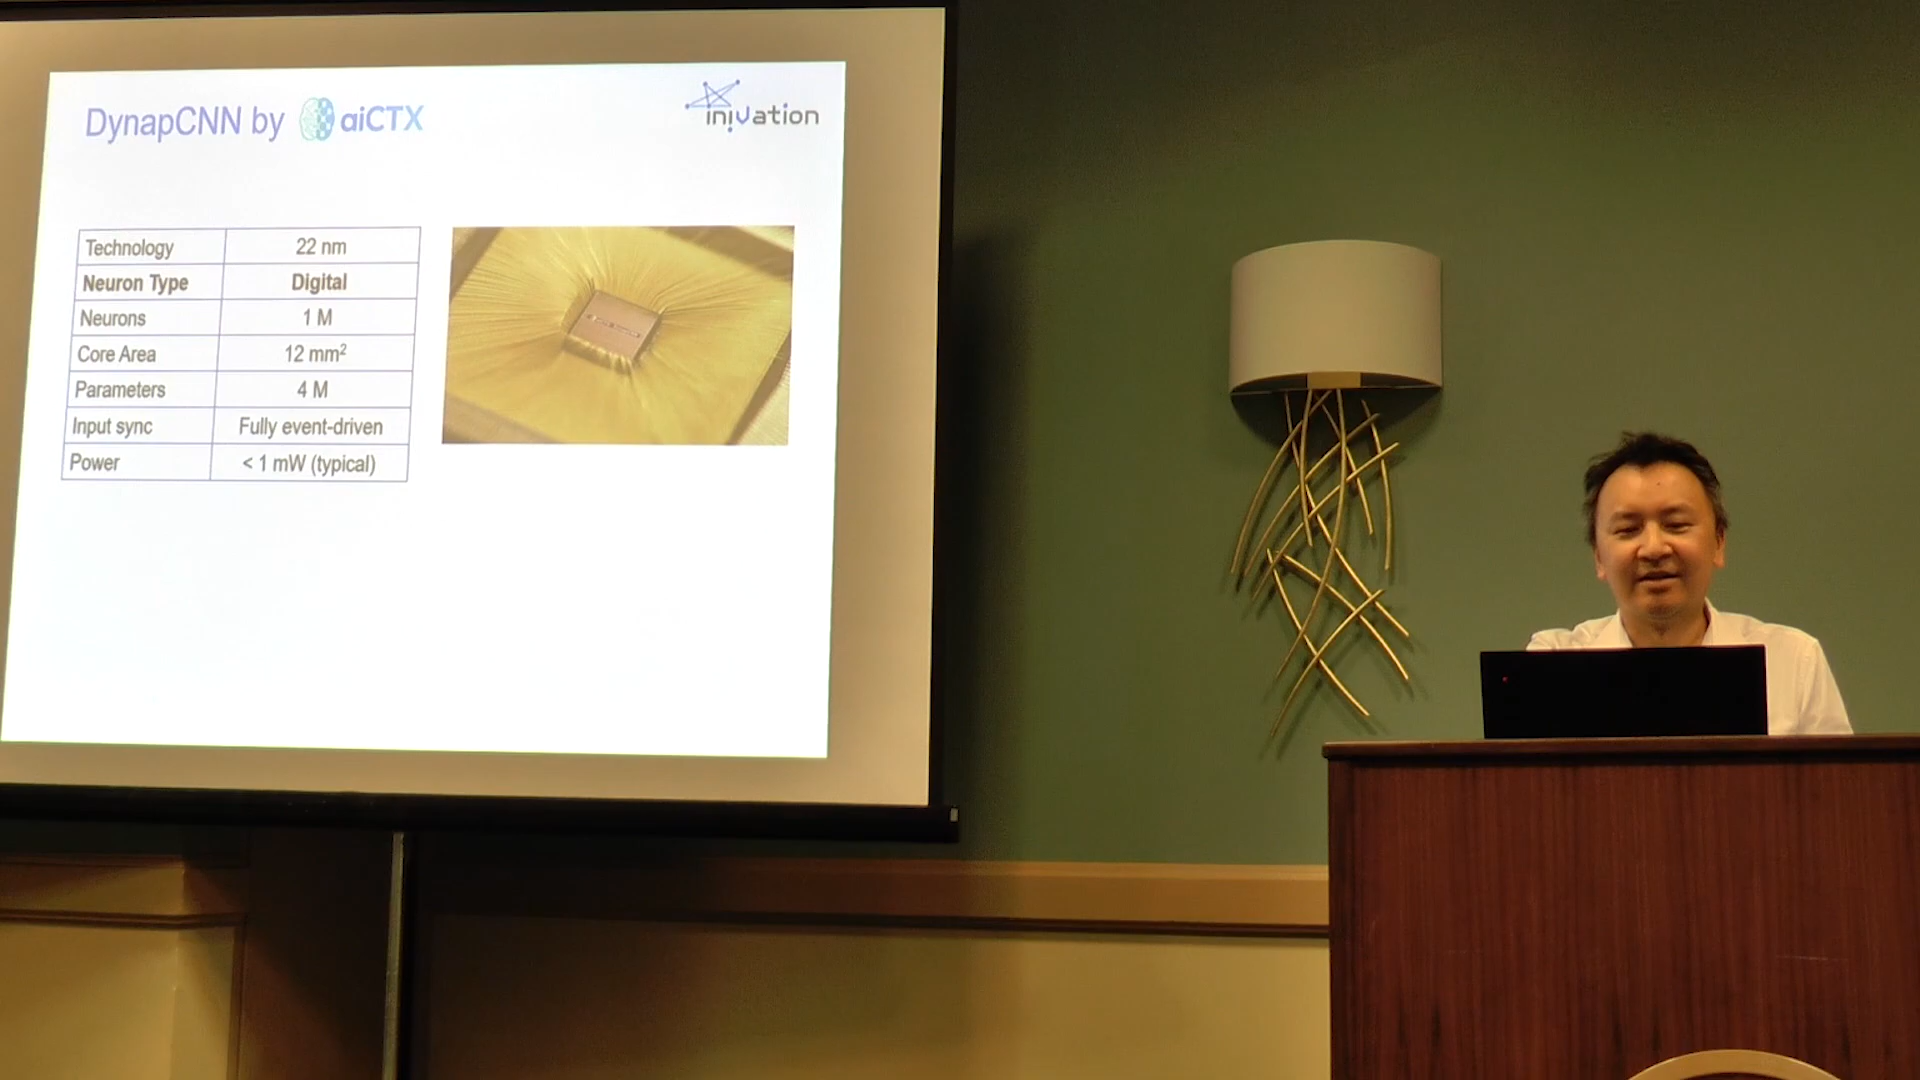 DynapCNN by aiCTX
inivation
Technology 22 nm
Neuron Type Digital
Neurons 1 M
Core Area 12 mm²
Parameters 4 M
Input sync Fully event-driven
Power < 1 mW (typical)